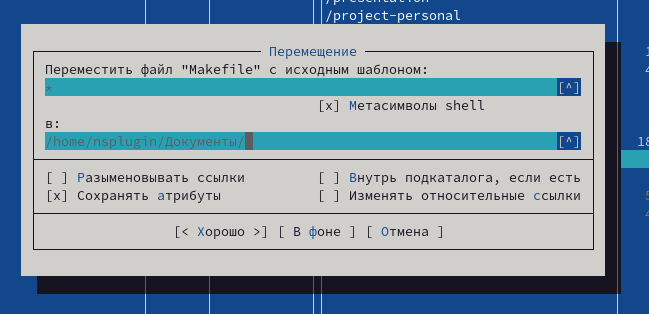 /project-personal
Перемещение
Переместить файл "Makefile" с исходным шаблоном:
* [^]
[x] Метасимволы shell
в:
/home/nsplugin/Документы/ [^]
[ ] Разыменовывать ссылки [ ] Внутрь подкаталога, если есть
[x] Сохранять атрибуты [ ] Изменять относительные ссылки
[< Хорошо >] [ В фоне ] [ Отмена ]